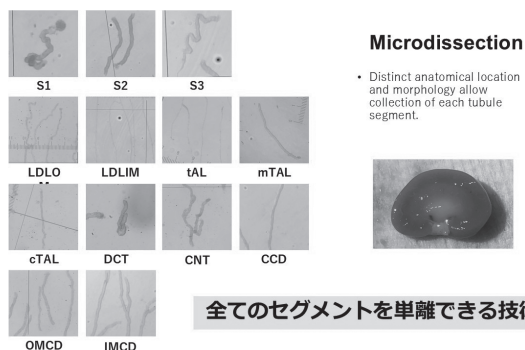 Microdissection
• Distinct anatomical location
and morphology allow
collection of each tubule
segment.
S1 S2 S3
LDLO
M LDLIM tAL mTAL
cTAL DCT CNT CCD
OMCD IMCD
全てのセグメントを単離できる技術